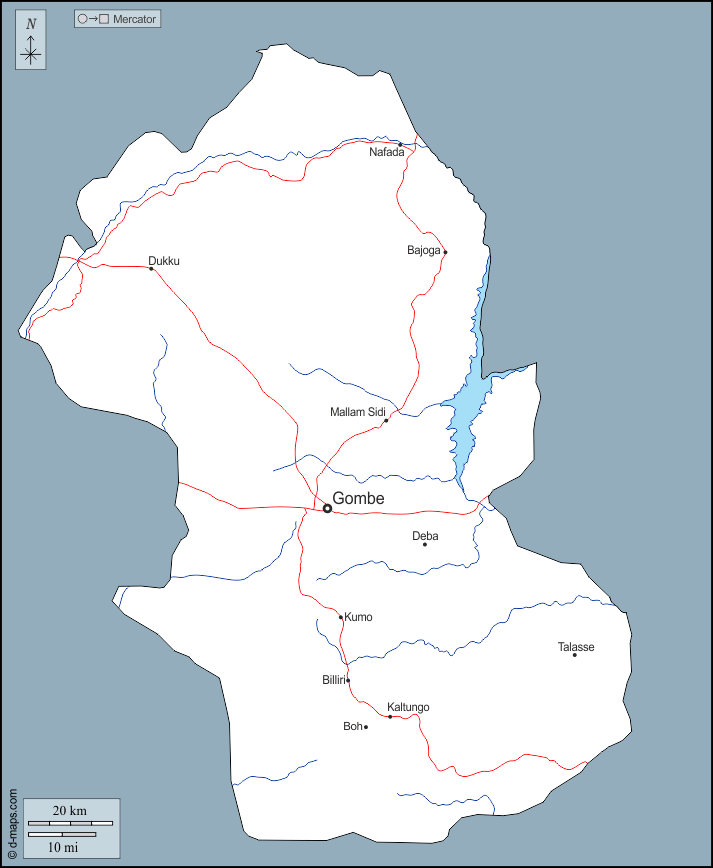 N
Mercator
Nafada
Bajoga
Dukku
Mallam Sidi
Gombe
Deba
Kumo
Talasse
Billiri
Kaltungo
Boh
20 km
10 mi
© d-maps.com